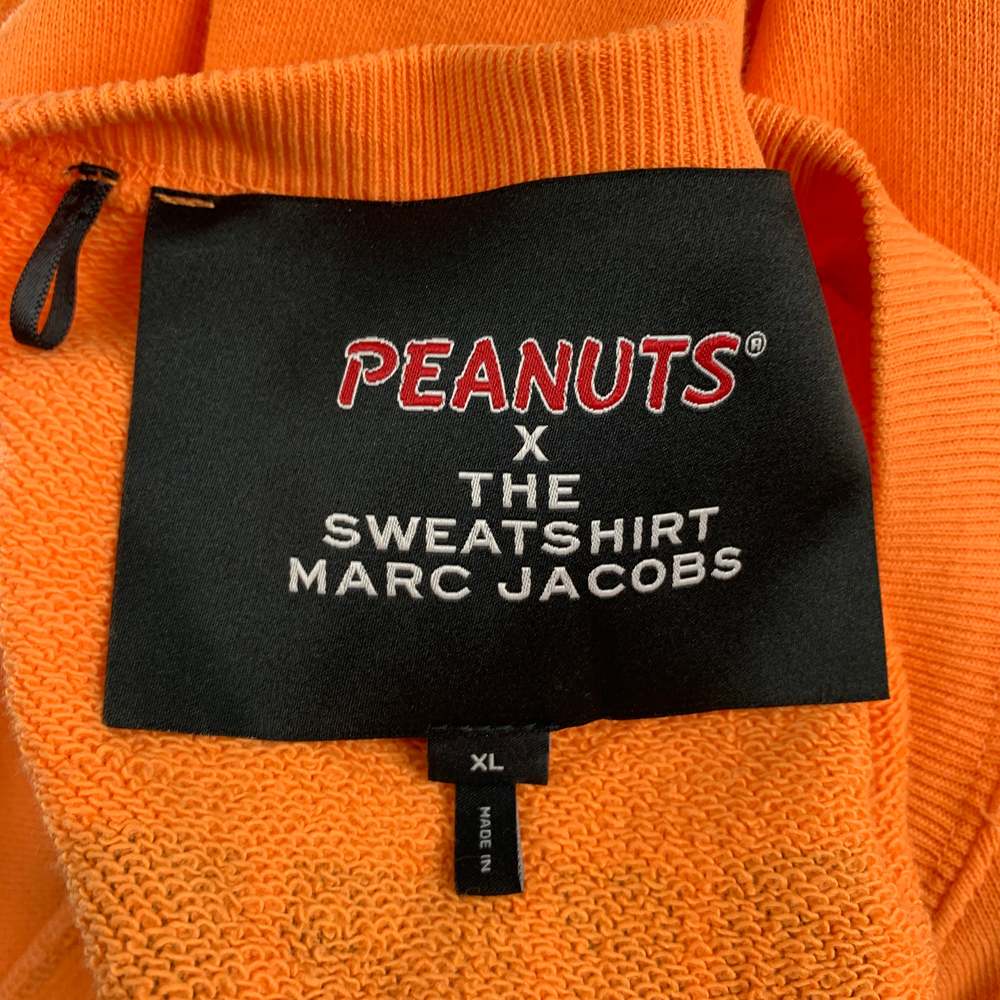 PEANUTS®
X
THE
SWEATSHIRT
MARC JACOBS
XL
MADE IN